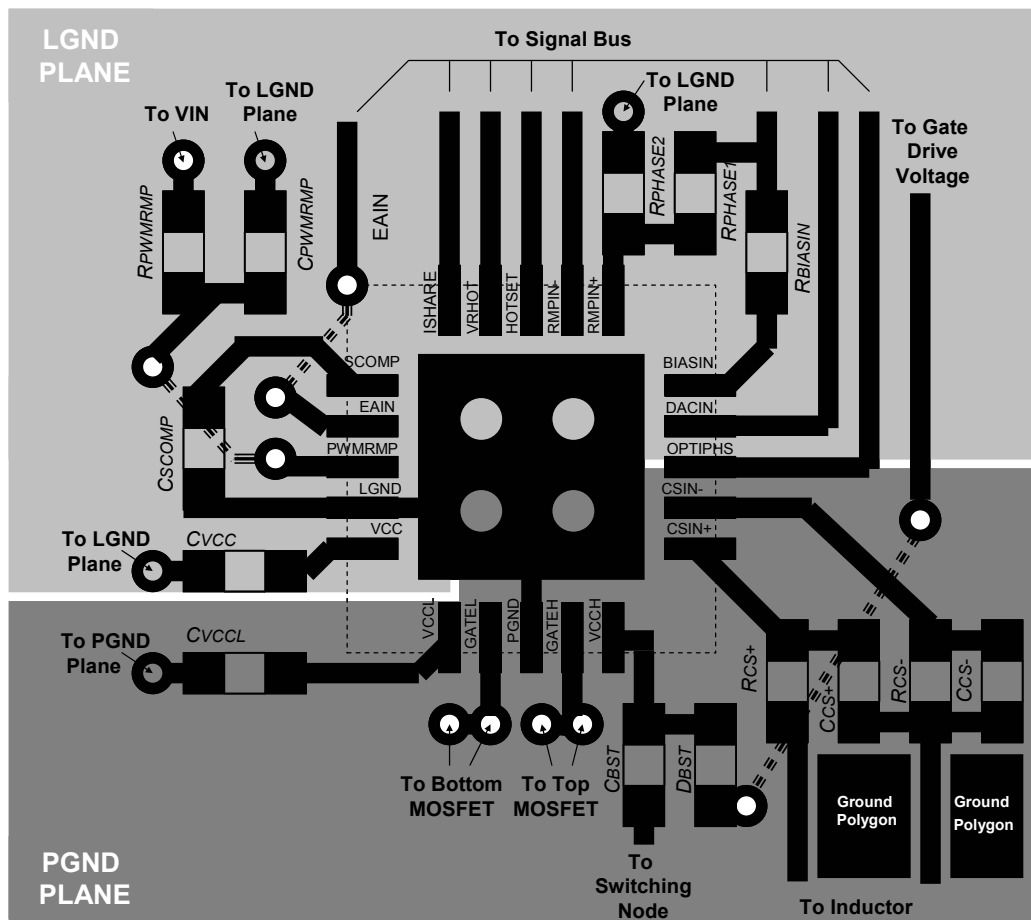 LGND
PLANE
To Signal Bus
To VIN
To LGND
Plane
To LGND
Plane
To Gate
Drive
Voltage
RPWMRMP
CPWMRMP
EAIN
RPHASE2
RPHASE1
RBIASIN
ISHARE
VRHOT
HOTSET
RMPIN-
RMPIN+
SCOMP
EAIN
PWMRMP
LGND
VCC
BIASIN
DACIN
OPTIPHS
CSIN-
CSIN+
CSCOMP
To LGND
Plane
CVCC
VCCL
GATEL
PGND
GATEH
VCCH
To PGND
Plane
CVCCL
RCS+
CCS+
RCS-
CCS-
To Bottom
MOSFET
To Top
MOSFET
CBST
DBST
Ground
Polygon
Ground
Polygon
PGND
PLANE
To
Switching
Node
To Inductor